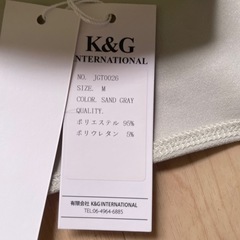 K&G
INTERNATIONAL
NO. JGT0026
SIZE. M
COLOR. SAND GRAY
QUALITY.
ポリエステル 95%
ポリウレタン 5%
有限会社 K&G INTERNATIONAL
TEL 06-4964-6885